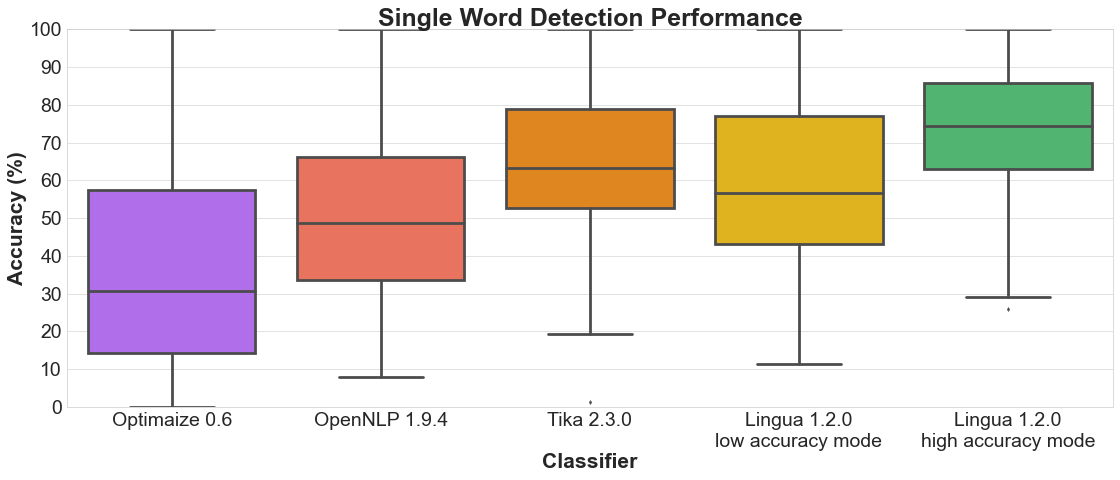 Single Word Detection Performance
Accuracy (%)
100
90
80
70
60
50
40
30
20
10
0
Optimaize 0.6
OpenNLP 1.9.4
Tika 2.3.0
Lingua 1.2.0
low accuracy mode
Lingua 1.2.0
high accuracy mode
Classifier